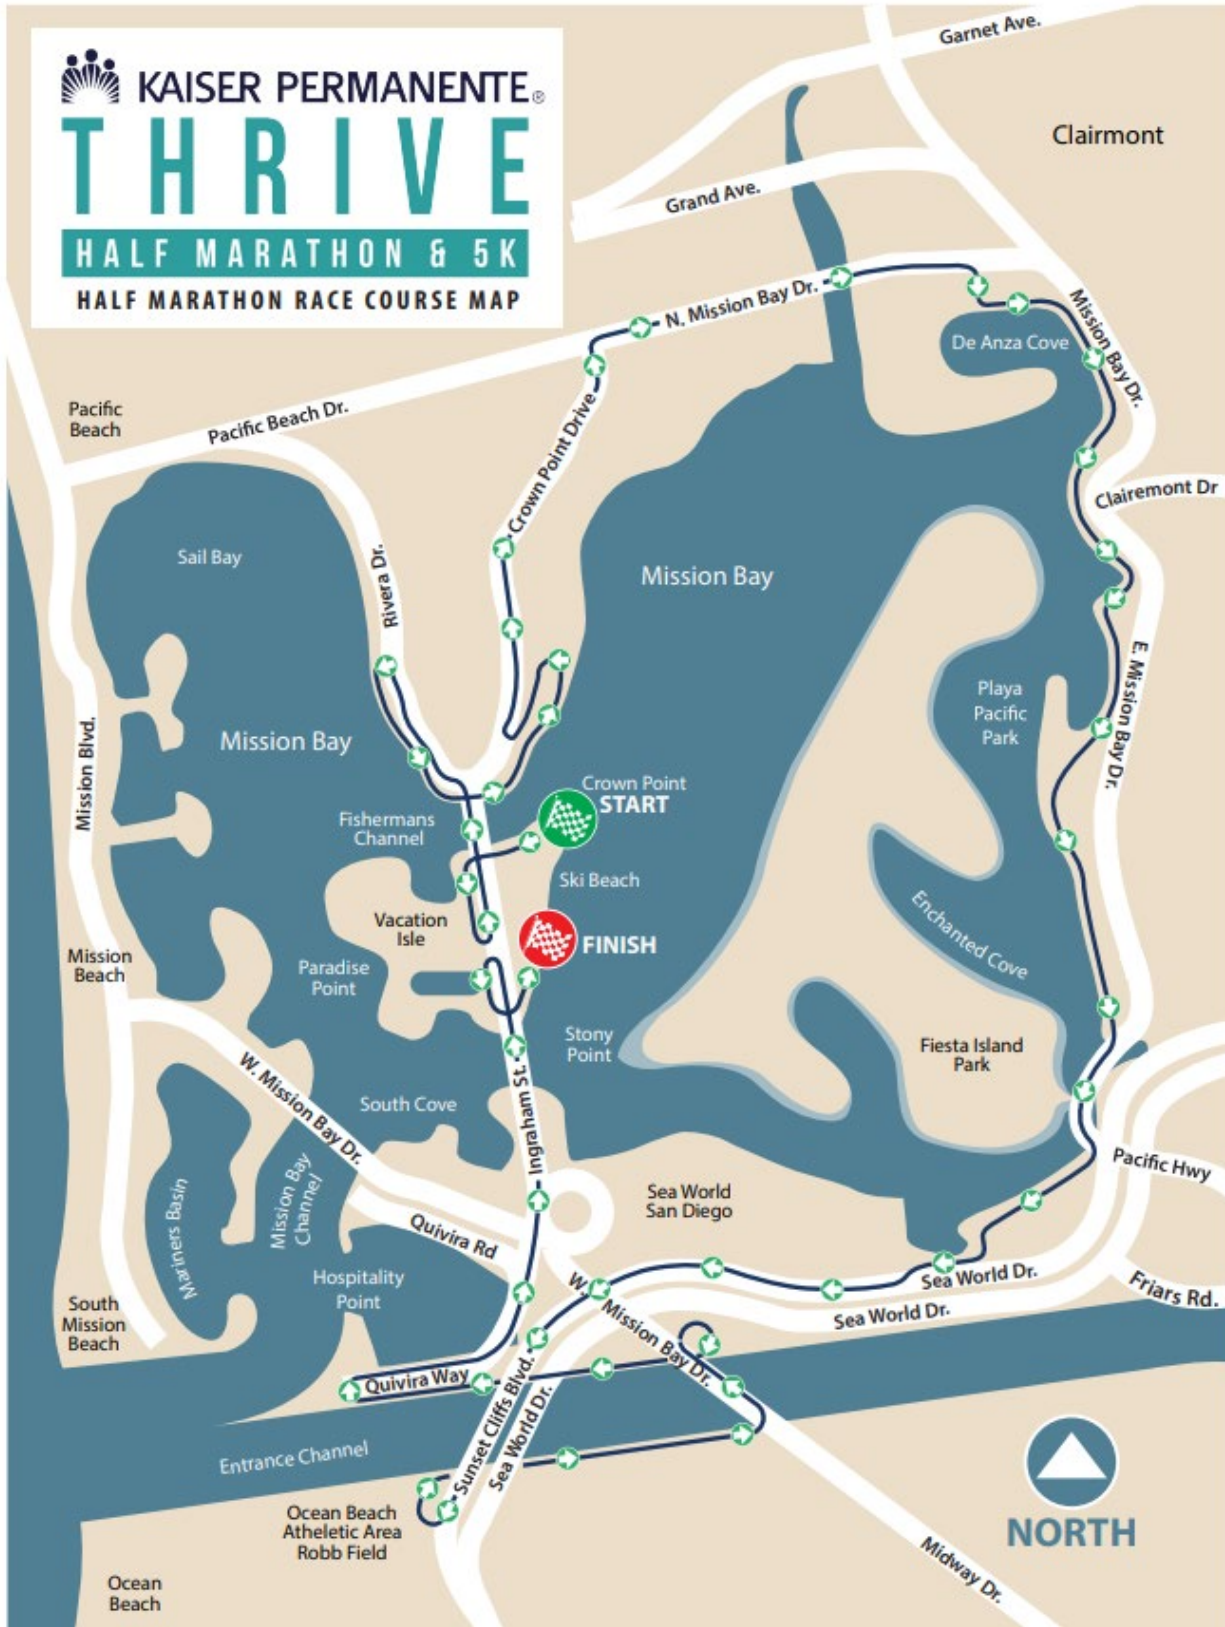 KAISER PERMANENTE®
THRIVE
HALF MARATHON & 5K
HALF MARATHON RACE COURSE MAP
Garnet Ave.
Clairmont
Grand Ave.
N. Mission Bay Dr.
Mission Bay Dr.
De Anza Cove
Pacific
Beach
Pacific Beach Dr.
Crown Point Drive
Clairemont Dr
Sail Bay
Rivera Dr.
Mission Bay
E. Mission Bay Dr.
Playa
Pacific
Park
Mission Blvd.
Mission Bay
Crown Point
START
Fishermans
Channel
Ski Beach
Vacation
Isle
FINISH
Enchanted Cove
Mission
Beach
Paradise
Point
Stony
Point
Fiesta Island
Park
W. Mission Bay Dr.
South Cove
Ingraham St.
Pacific Hwy
Mariners Basin
Mission Bay
Channel
Sea World
San Diego
Quivira Rd
Hospitality
Point
Sea World Dr.
Friars Rd.
South
Mission
Beach
W. Mission Bay Dr.
Sea World Dr.
Quivira Way
Sunset Cliffs Blvd.
Sea World Dr.
Entrance Channel
Ocean Beach
Atheletic Area
Robb Field
NORTH
Midway Dr.
Ocean
Beach